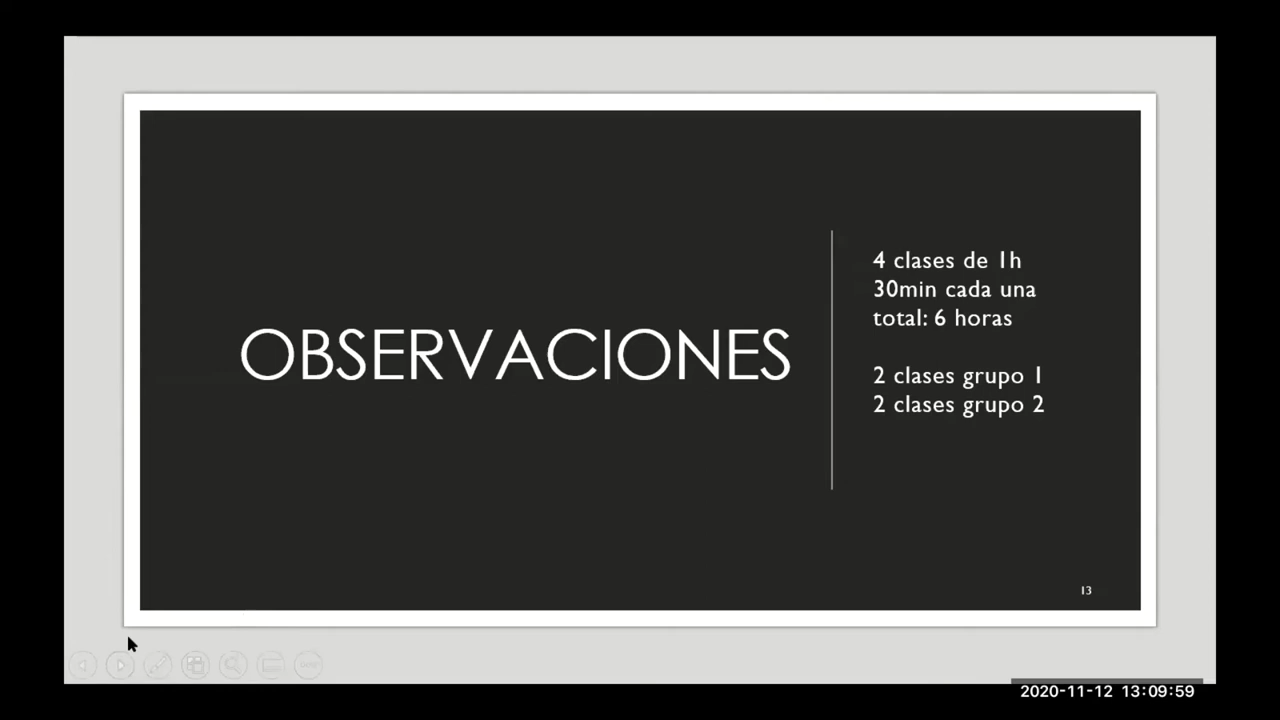 OBSERVACIONES
4 clases de 1h
30min cada una
total: 6 horas
2 clases grupo 1
2 clases grupo 2
13
2020-11-12 13:09:59